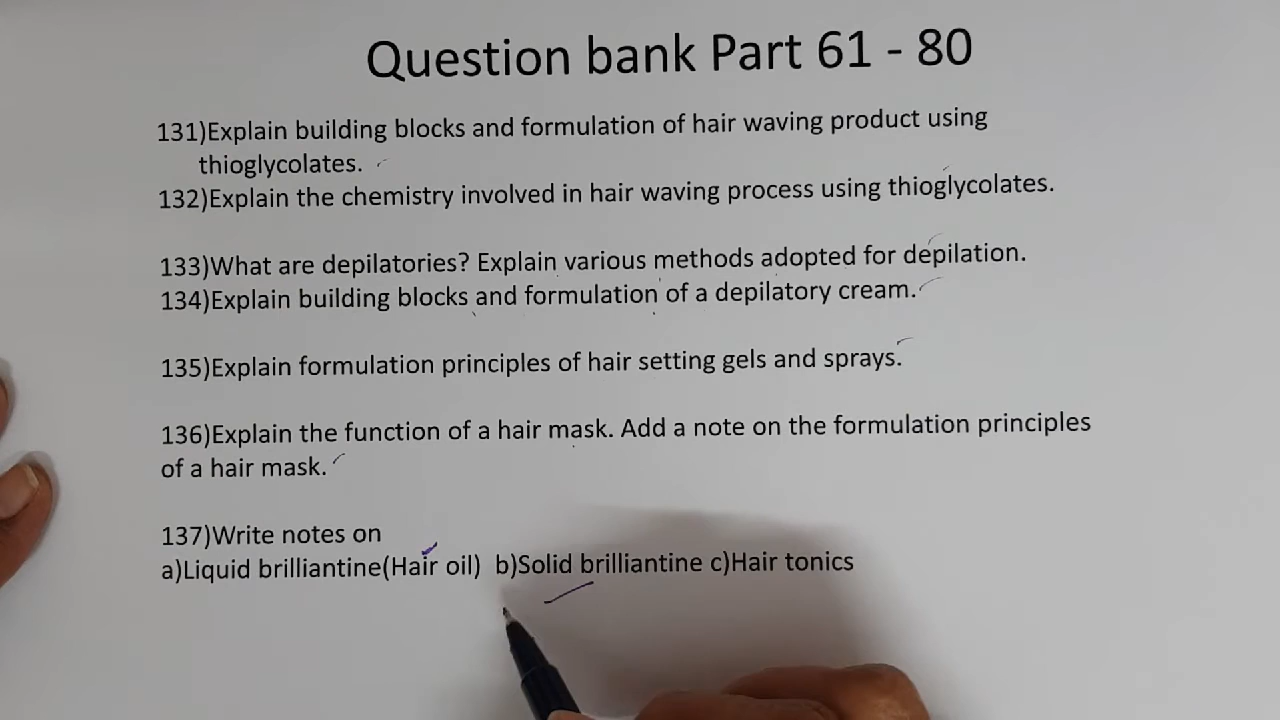 Question bank Part 61 - 80
131)Explain building blocks and formulation of hair waving product using
thioglycolates.
132)Explain the chemistry involved in hair waving process using thioglycolates.
133)What are depilatories? Explain various methods adopted for depilation.
134)Explain building blocks and formulation of a depilatory cream.
135)Explain formulation principles of hair setting gels and sprays.
136)Explain the function of a hair mask. Add a note on the formulation principles
of a hair mask.
137)Write notes on
a)Liquid brilliantine(Hair oil) b)Solid brilliantine c)Hair tonics